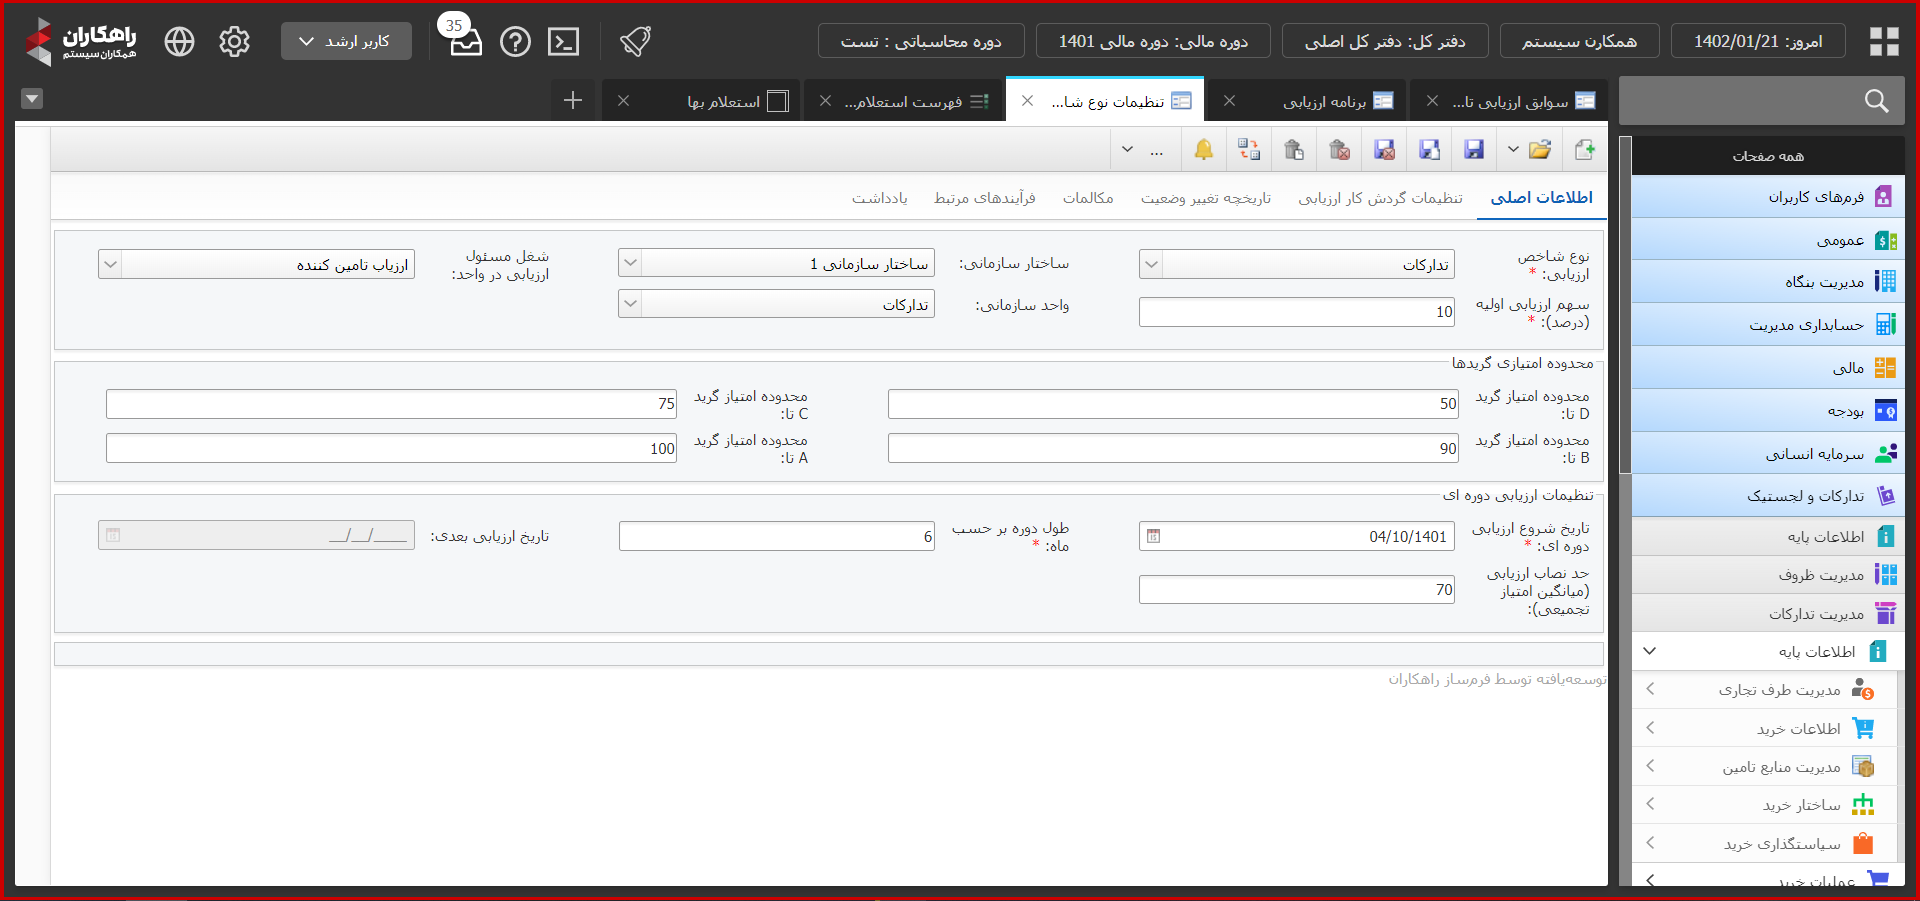 امروز: 1402/01/21
همکارن سیستم
دفتر کل: دفتر کل اصلی
دوره مالی: دوره مالی 1401
دوره محاسباتی : تست
35
کاربر ارشد
راهکاران
همکاران سیستم
سوابق ارزیابی تا...
برنامه ارزیابی
تنظیمات نوع شا...
فهرست استعلام...
استعلام بها
همه صفحات
فرم‌های کاربران
عمومی
مدیریت بنگاه
حسابداری مدیریت
مالی
بودجه
سرمایه انسانی
تدارکات و لجستیک
اطلاعات پایه
مدیریت ظروف
مدیریت تدارکات
اطلاعات پایه
مدیریت طرف تجاری
اطلاعات خرید
مدیریت منابع تامین
ساختار خرید
سیاستگذاری خرید
عملیات خرید
...
اطلاعات اصلی
تنظیمات گردش کار ارزیابی
تاریخچه تغییر وضعیت
مکالمات
فرآیندهای مرتبط
یادداشت
نوع شاخص
ارزیابی: *
تدارکات
ساختار سازمانی:
ساختار سازمانی 1
شغل مسئول
ارزیابی در واحد:
ارزیاب تامین کننده
سهم ارزیابی اولیه
(درصد): *
10
واحد سازمانی:
تدارکات
محدوده امتیازی گریدها
محدوده امتیاز گرید
D تا:
50
محدوده امتیاز گرید
C تا:
75
محدوده امتیاز گرید
B تا:
90
محدوده امتیاز گرید
A تا:
100
تنظیمات ارزیابی دوره ای
تاریخ شروع ارزیابی
دوره ای: *
04/10/1401
طول دوره بر حسب
ماه: *
6
تاریخ ارزیابی بعدی:
__/__/____
حد نصاب ارزیابی
(میانگین امتیاز
تجمیعی):
70
توسعه‌یافته توسط فرم‌ساز راهکاران